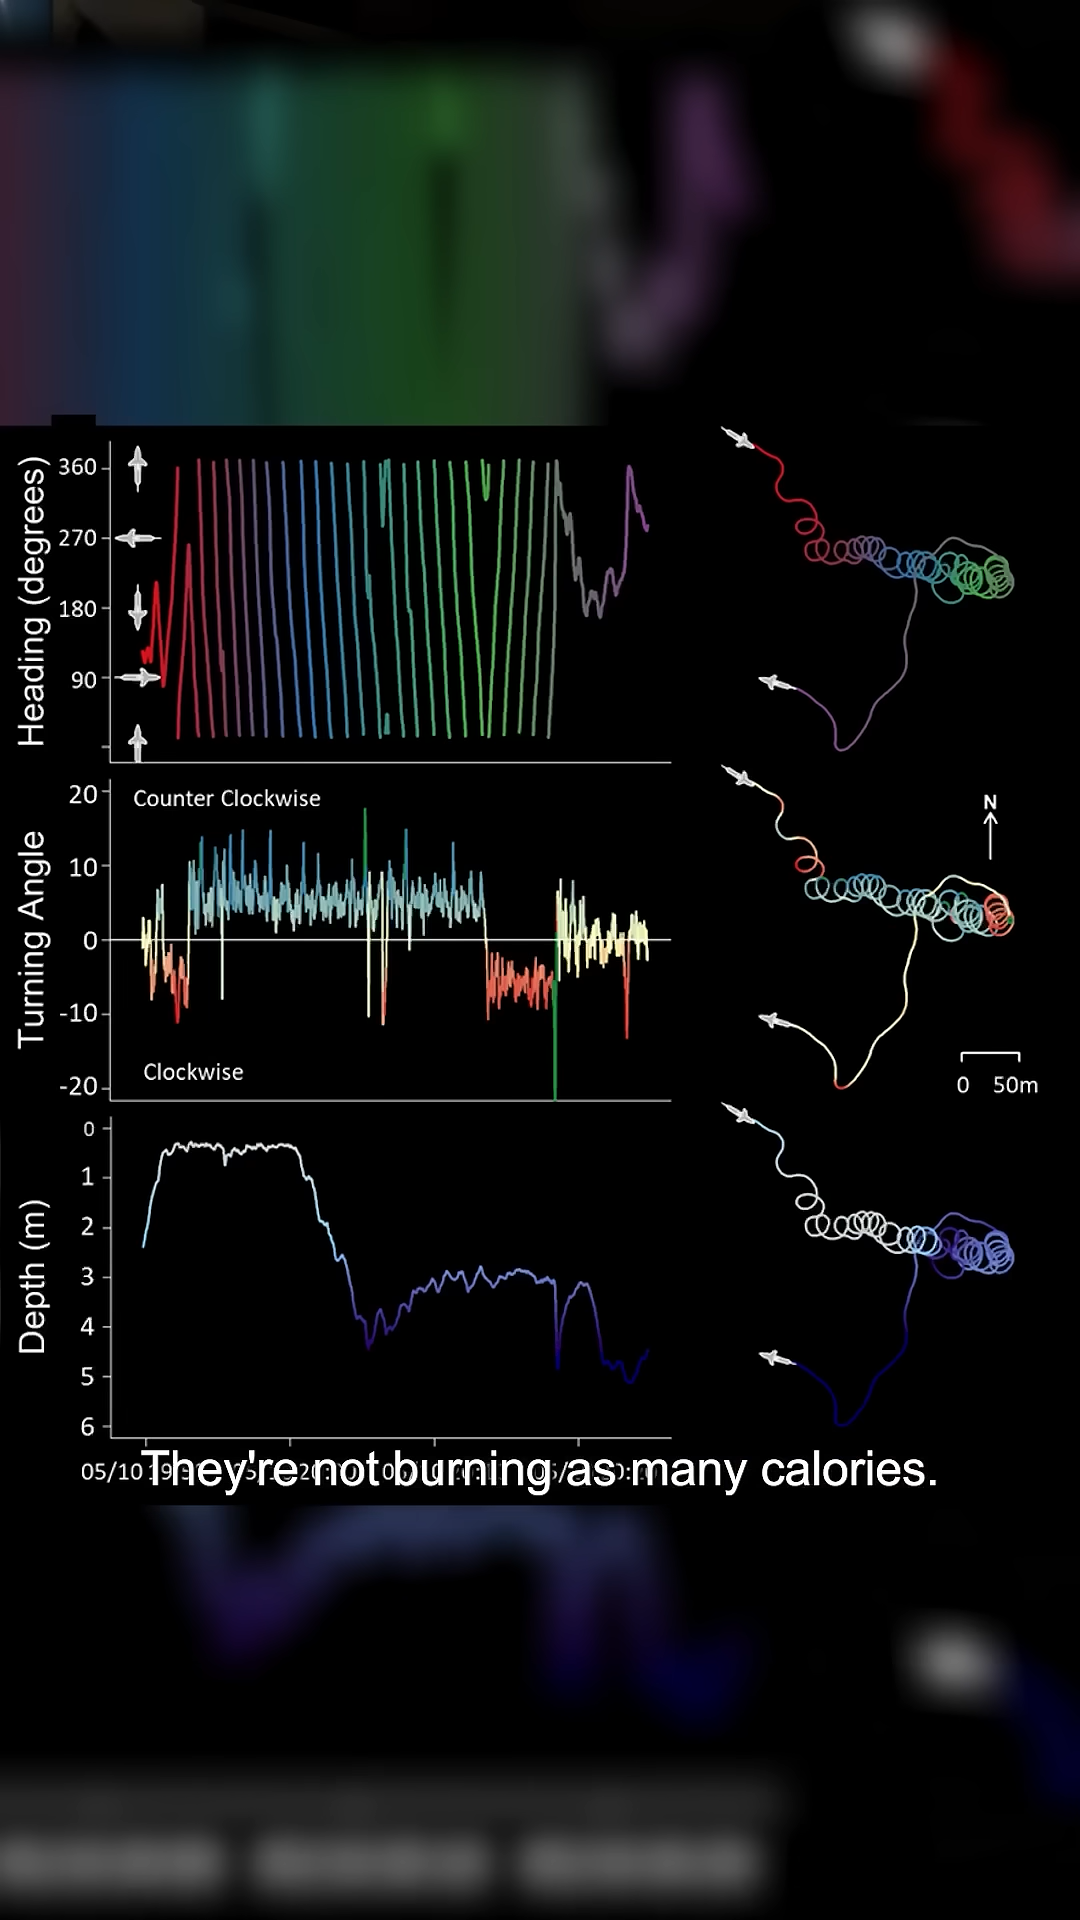 Heading (degrees)
360
270
180
90
Turning Angle
20
10
0
-10
-20
Counter Clockwise
Clockwise
N
0 50m
Depth (m)
0
1
2
3
4
5
6
05/10
They're not burning as many calories.